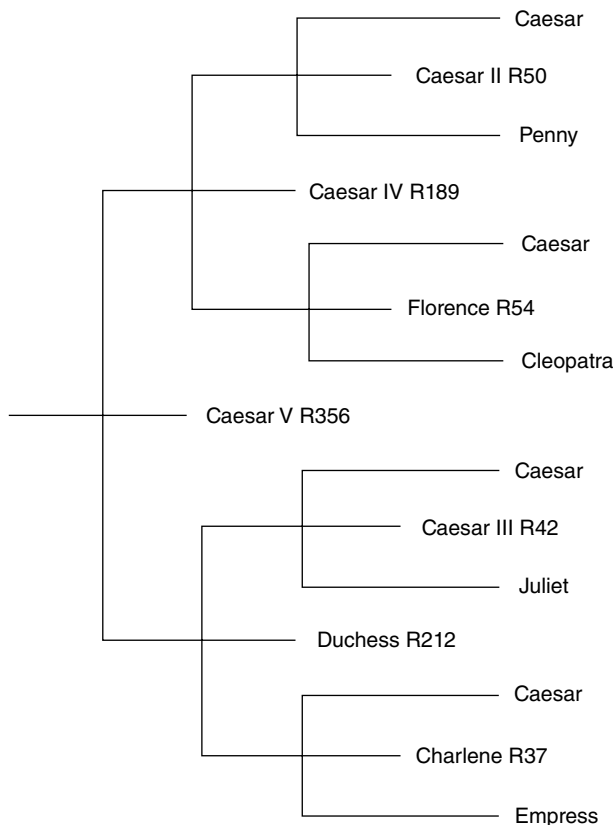 Caesar
Caesar II R50
Penny
Caesar IV R189
Caesar
Florence R54
Cleopatra
Caesar V R356
Caesar
Caesar III R42
Juliet
Duchess R212
Caesar
Charlene R37
Empress